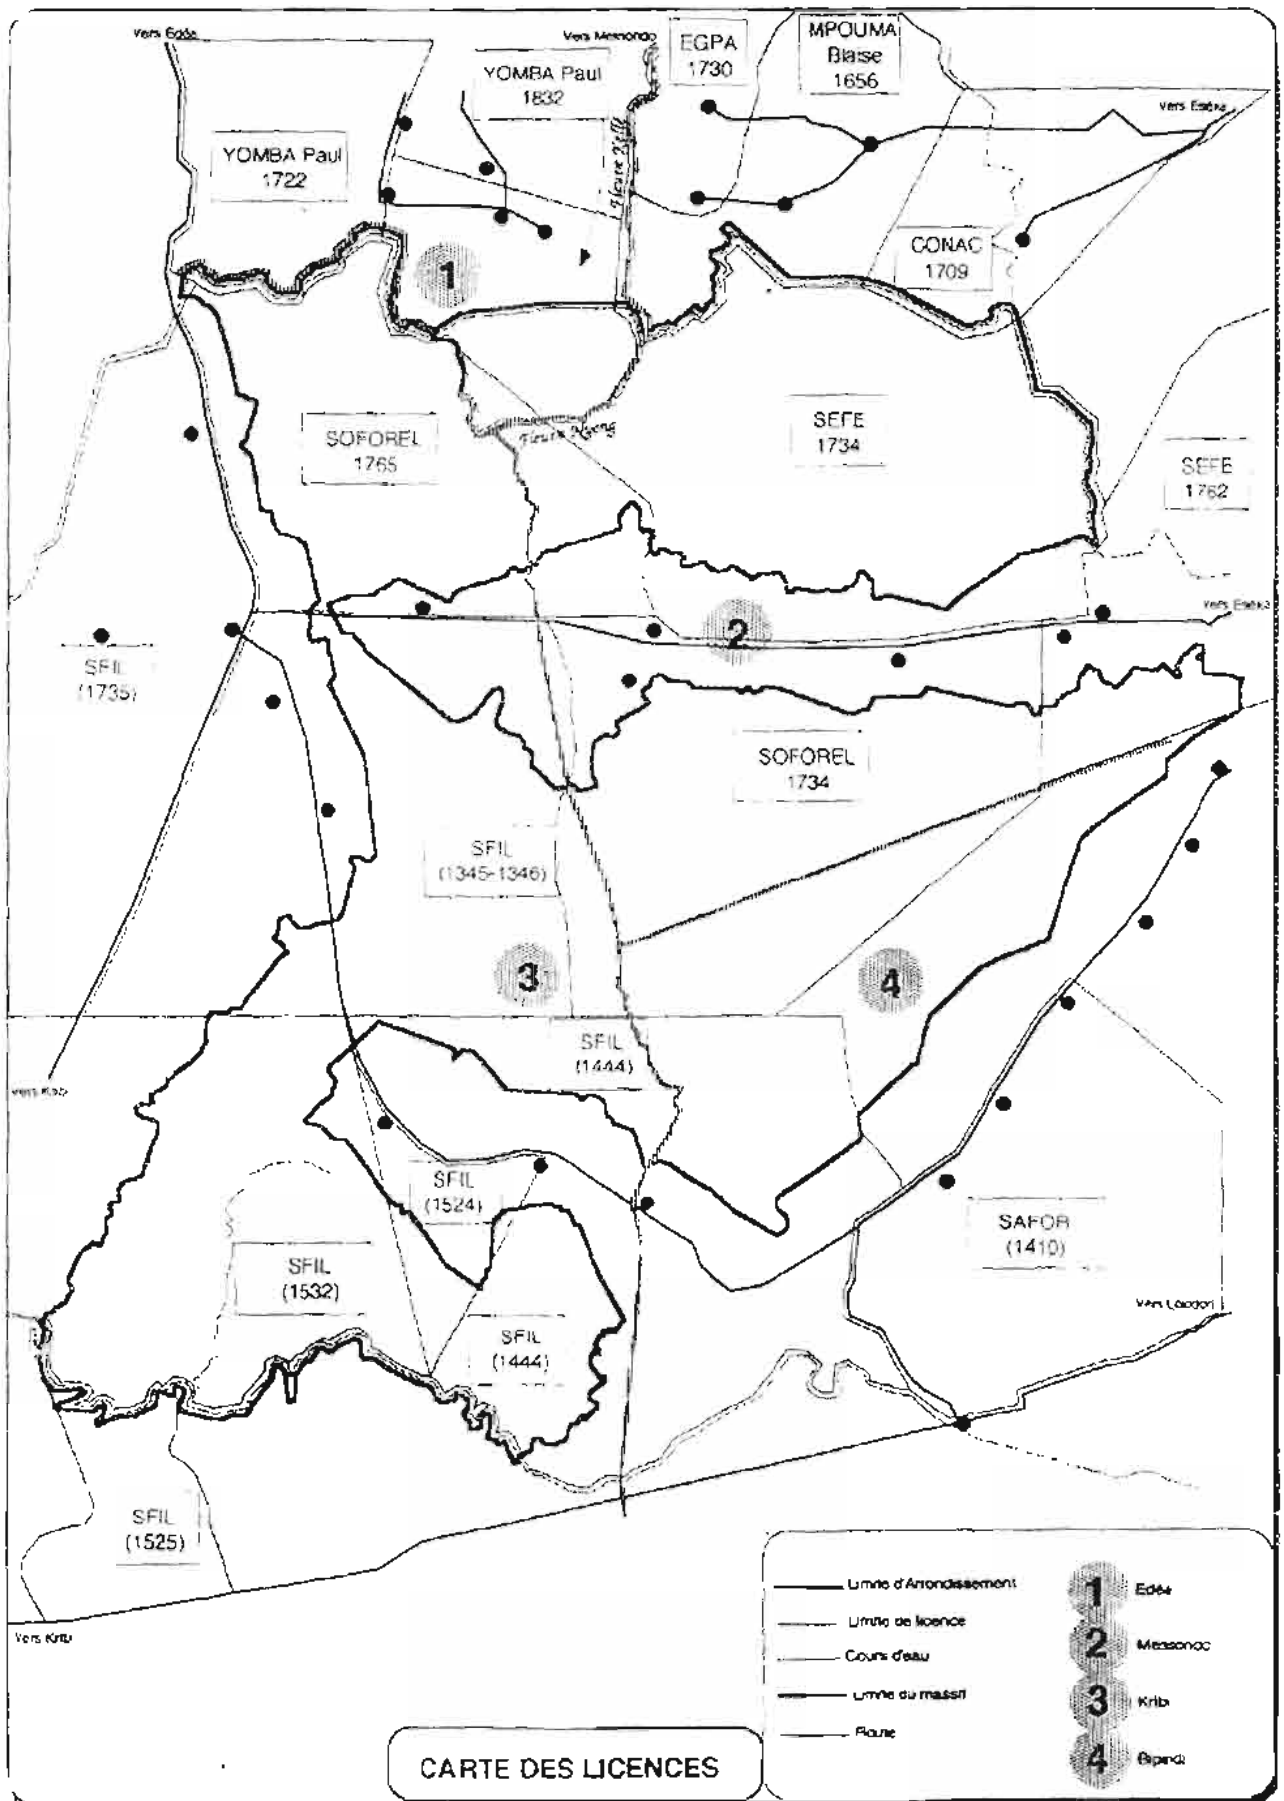 Vers Edéa
Vers Messondo
EGPA
1730
MPOUMA
Blaise
1656
YOMBA Paul
1832
Vers Eséka
YOMBA Paul
1722
Fleuve Kéllé
1
CONAC
1709
SOFOREL
1765
Fleuve Nyong
SEFE
1734
SEFE
1762
Vers Eséka
2
SFIL
(1735)
SOFOREL
1734
SFIL
(1345-1346)
3
4
SFIL
(1444)
Vers Kribi
SFIL
(1524)
SAFOR
(1410)
SFIL
(1532)
Vers Lolodorf
SFIL
(1444)
SFIL
(1525)
Vers Kribi
Limite d'Arrondissement
Limite de licence
Cours d'eau
Limite du massif
Route
1 Edéa
2 Messondo
3 Kribi
4 Bipindi
CARTE DES LICENCES